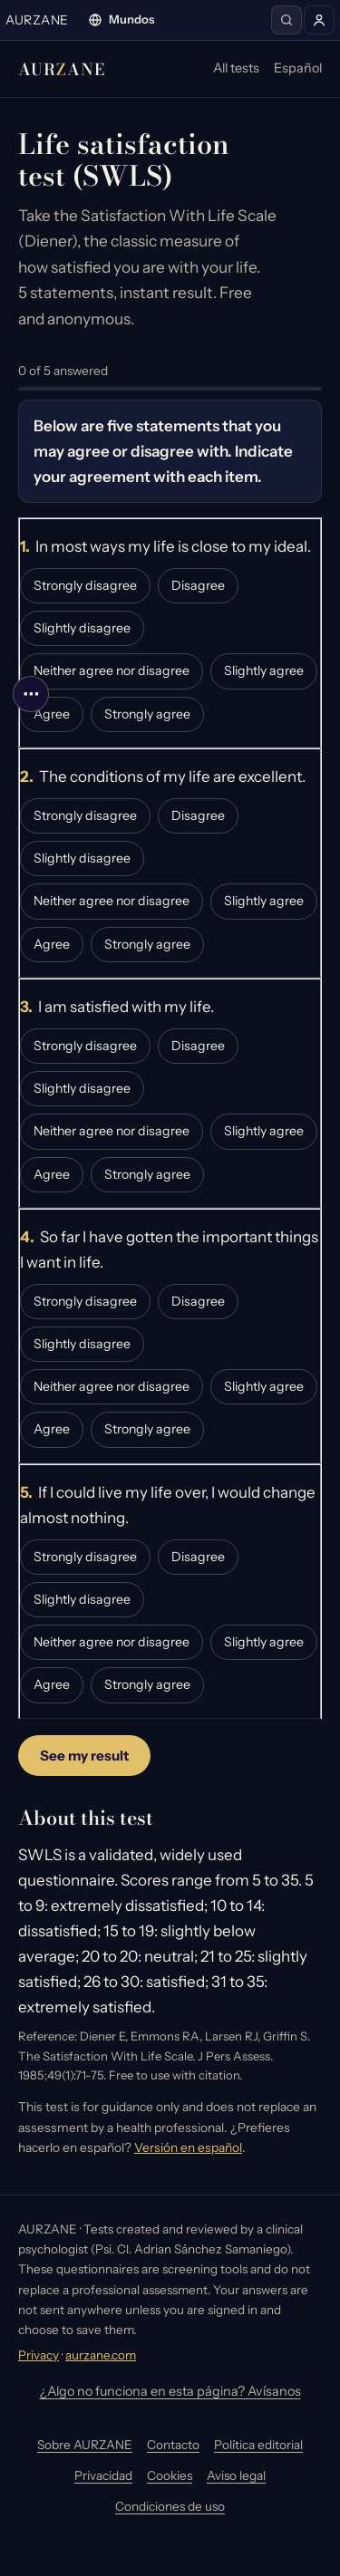 AURZANE Mundos
AURZANE All tests Español
Life satisfaction
test (SWLS)
Take the Satisfaction With Life Scale
(Diener), the classic measure of
how satisfied you are with your life.
5 statements, instant result. Free
and anonymous.
0 of 5 answered
Below are five statements that you
may agree or disagree with. Indicate
your agreement with each item.
1. In most ways my life is close to my ideal.
Strongly disagree Disagree
Slightly disagree
Neither agree nor disagree Slightly agree
Agree Strongly agree
2. The conditions of my life are excellent.
Strongly disagree Disagree
Slightly disagree
Neither agree nor disagree Slightly agree
Agree Strongly agree
3. I am satisfied with my life.
Strongly disagree Disagree
Slightly disagree
Neither agree nor disagree Slightly agree
Agree Strongly agree
4. So far I have gotten the important things
I want in life.
Strongly disagree Disagree
Slightly disagree
Neither agree nor disagree Slightly agree
Agree Strongly agree
5. If I could live my life over, I would change
almost nothing.
Strongly disagree Disagree
Slightly disagree
Neither agree nor disagree Slightly agree
Agree Strongly agree
See my result
About this test
SWLS is a validated, widely used
questionnaire. Scores range from 5 to 35. 5
to 9: extremely dissatisfied; 10 to 14:
dissatisfied; 15 to 19: slightly below
average; 20 to 20: neutral; 21 to 25: slightly
satisfied; 26 to 30: satisfied; 31 to 35:
extremely satisfied.
Reference: Diener E, Emmons RA, Larsen RJ, Griffin S.
The Satisfaction With Life Scale. J Pers Assess.
1985;49(1):71-75. Free to use with citation.
This test is for guidance only and does not replace an
assessment by a health professional. ¿Prefieres
hacerlo en español? Versión en español.
AURZANE · Tests created and reviewed by a clinical
psychologist (Psi. Cl. Adrian Sánchez Samaniego).
These questionnaires are screening tools and do not
replace a professional assessment. Your answers are
not sent anywhere unless you are signed in and
choose to save them.
Privacy · aurzane.com
¿Algo no funciona en esta página? Avísanos
Sobre AURZANE Contacto Política editorial
Privacidad Cookies Aviso legal
Condiciones de uso